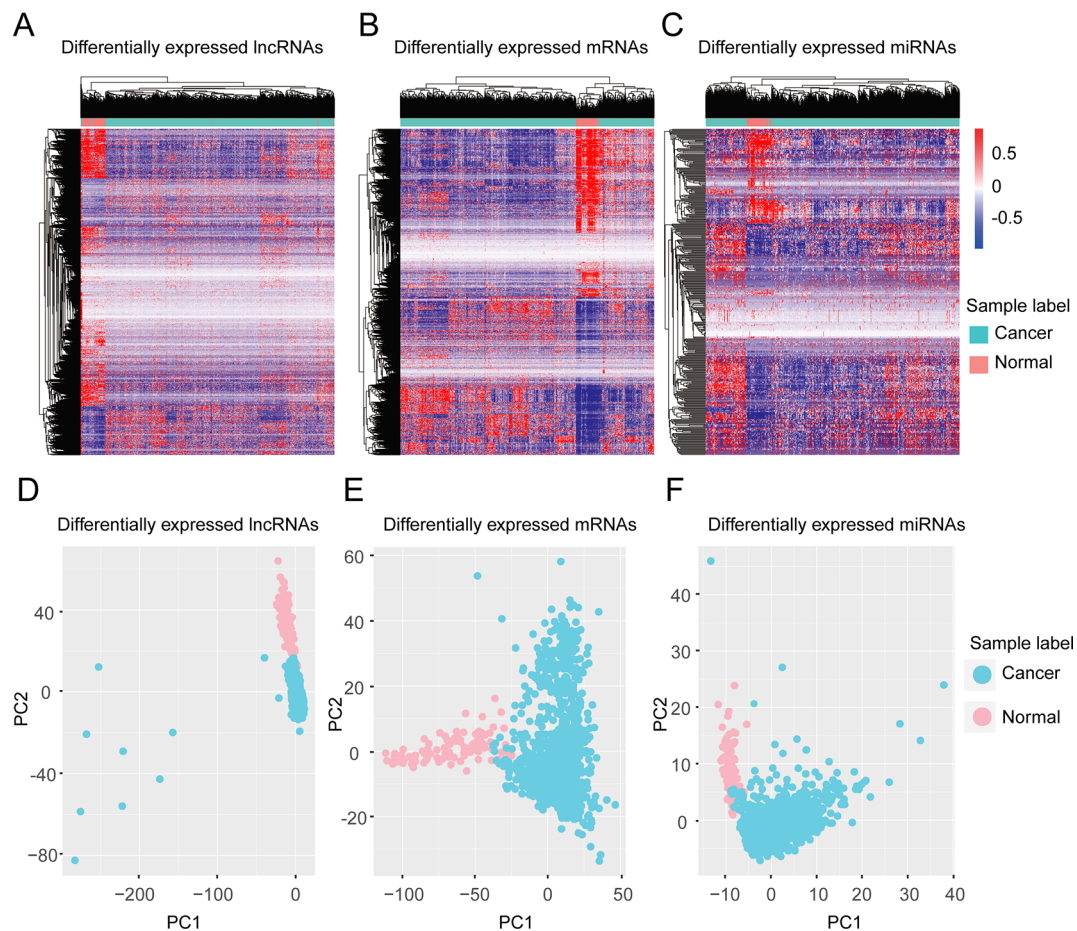 A
Differentially expressed lncRNAs
B
Differentially expressed mRNAs
C
Differentially expressed miRNAs
0.5
0
-0.5
Sample label
Cancer
Normal
D
Differentially expressed lncRNAs
40
0
−40
−80
PC2
−200
−100
0
PC1
E
Differentially expressed mRNAs
60
40
20
0
-20
PC2
−100
−50
0
50
PC1
F
Differentially expressed miRNAs
40
30
20
10
0
PC2
−10
0
10
20
30
40
PC1
Sample label
Cancer
Normal